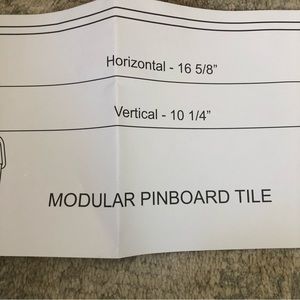 Horizontal - 16 5/8”
Vertical - 10 1/4”
MODULAR PINBOARD TILE